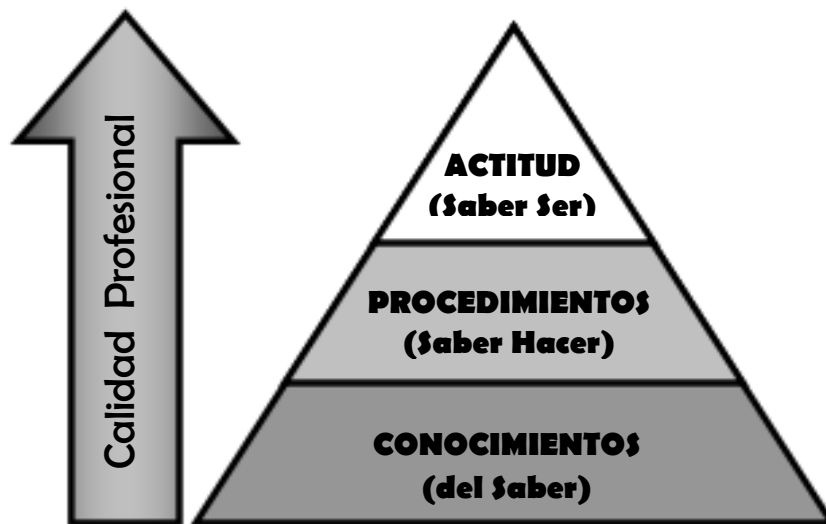 Calidad Profesional
ACTITUD
(Saber Ser)
PROCEDIMIENTOS
(Saber Hacer)
CONOCIMIENTOS
(del Saber)